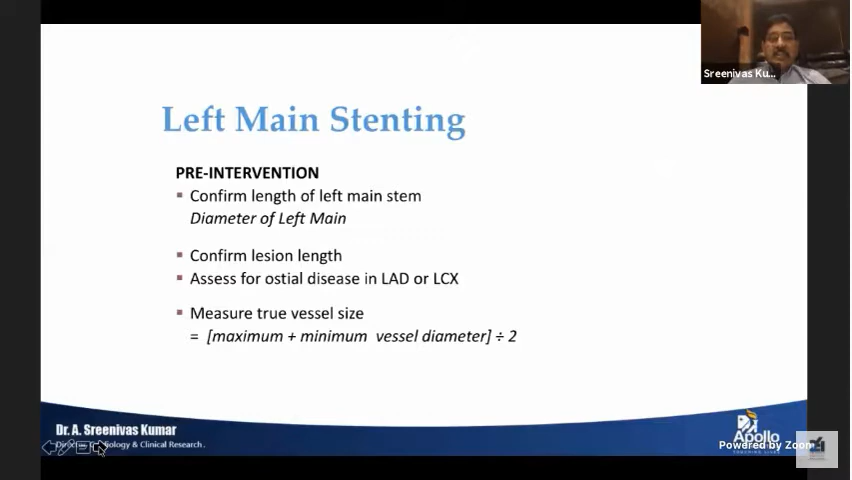 Sreenivas Ku...
Left Main Stenting
PRE-INTERVENTION
▪ Confirm length of left main stem
Diameter of Left Main
▪ Confirm lesion length
▪ Assess for ostial disease in LAD or LCX
▪ Measure true vessel size
= [maximum + minimum vessel diameter] ÷ 2
Dr. A. Sreenivas Kumar
& Clinical Research.
Apollo
Powered by Zoom